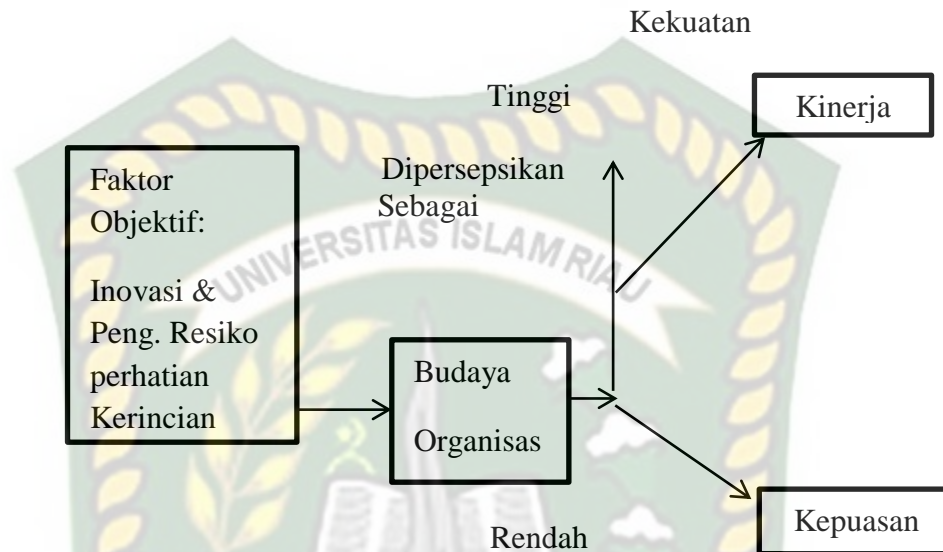 Kekuatan
Tinggi
Kinerja
Faktor
Objektif:
Inovasi &
Peng. Resiko
perhatian
Kerincian
Dipersepsikan
Sebagai
UNIVERSITAS ISLAM RIAU
Budaya
Organisas
Rendah
Kepuasan